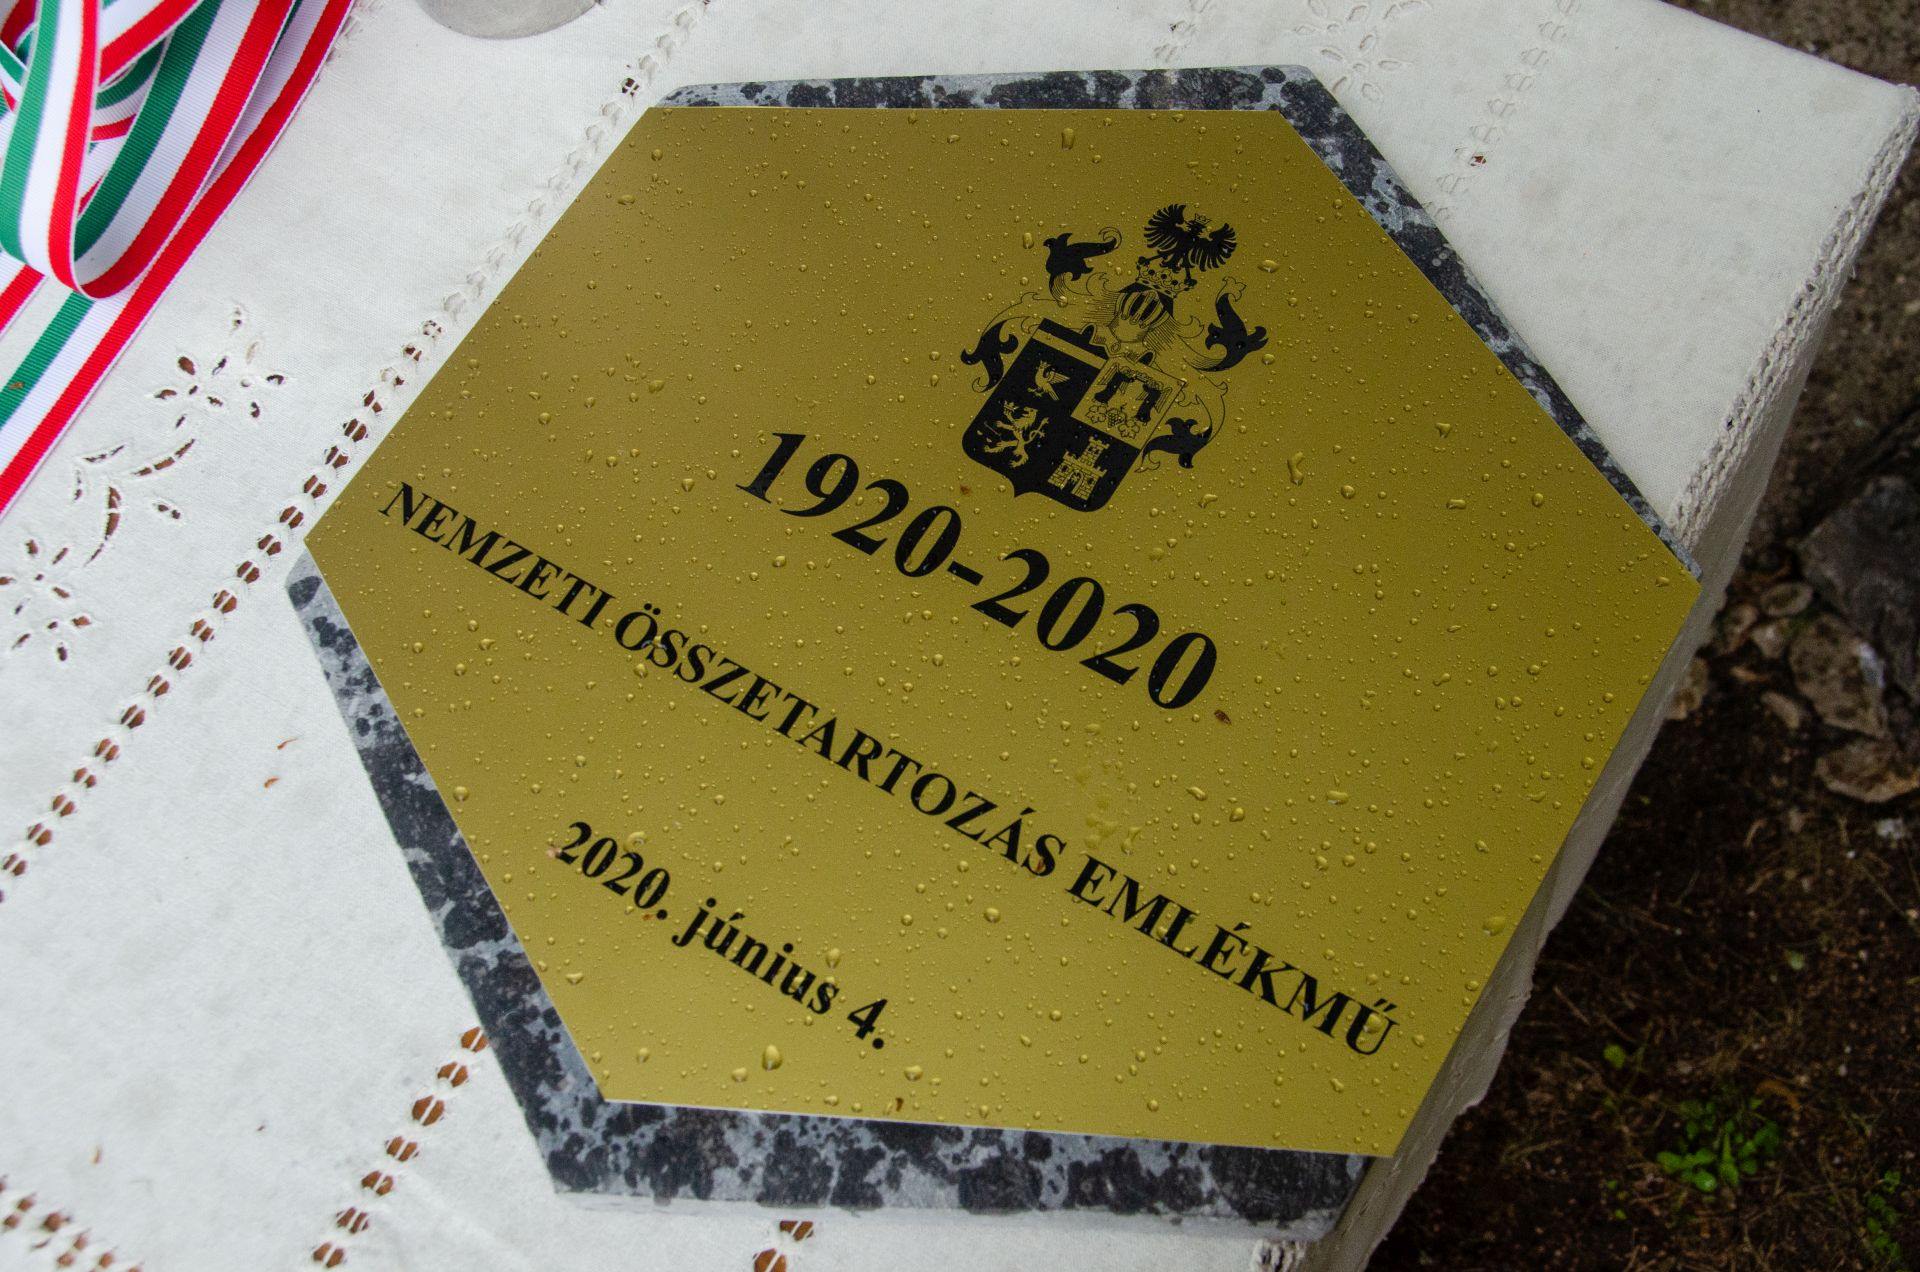 1920-2020
NEMZETI ÖSSZETARTOZÁS EMLÉKMŰ
2020. június 4.